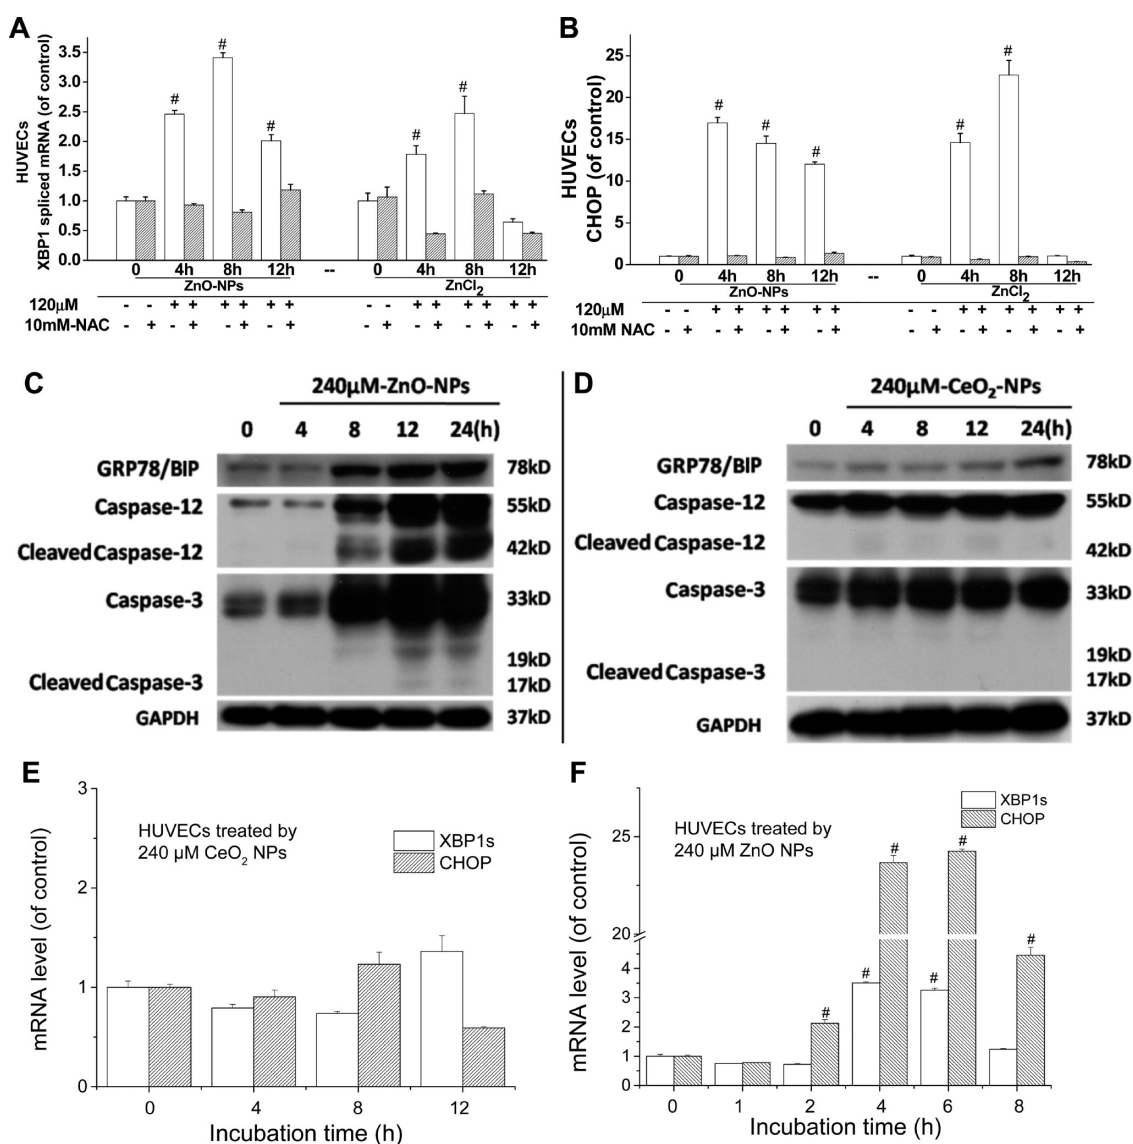 A
HUVECs
XBP1 spliced mRNA (of control)
3.5
3.0
2.5
2.0
1.5
1.0
0.5
0.0
# # # # #
0 4h 8h 12h -- 0 4h 8h 12h
ZnO-NPs ZnCl2
120μM - - + + + + + + - - + + + + + +
10mM-NAC - + - + - + - + - + - + - + - +
B
HUVECs
CHOP (of control)
25
20
15
10
5
0
# # # # #
0 4h 8h 12h -- 0 4h 8h 12h
ZnO-NPs ZnCl2
120μM - - + + + + + + - - + + + + + +
10mM NAC - + - + - + - + - + - + - + - +
C
240μM-ZnO-NPs
0 4 8 12 24(h)
GRP78/BIP 78kD
Caspase-12 55kD
Cleaved Caspase-12 42kD
Caspase-3 33kD
19kD
Cleaved Caspase-3 17kD
GAPDH 37kD
D
240μM-CeO2-NPs
0 4 8 12 24(h)
GRP78/BIP 78kD
Caspase-12 55kD
Cleaved Caspase-12 42kD
Caspase-3 33kD
19kD
Cleaved Caspase-3 17kD
GAPDH 37kD
E
mRNA level (of control)
3
2
1
0
HUVECs treated by
240 μM CeO2 NPs
XBP1s
CHOP
0 4 8 12
Incubation time (h)
F
mRNA level (of control)
25
20
4
3
2
1
0
HUVECs treated by
240 μM ZnO NPs
XBP1s
CHOP
# # # # # #
0 1 2 4 6 8
Incubation time (h)